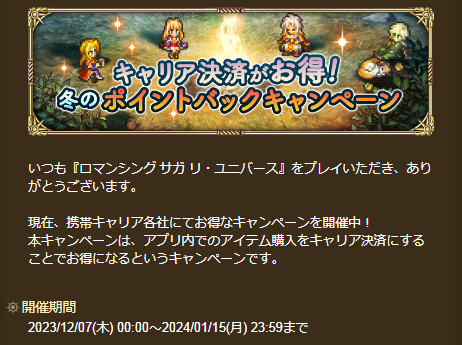 キャリア決済がお得!
冬のポイントバックキャンペーン
いつも『ロマンシング サガ リ・ユニバース』をプレイいただき、あり
がとうございます。
現在、携帯キャリア各社にてお得なキャンペーンを開催中！
本キャンペーンは、アプリ内でのアイテム購入をキャリア決済にする
ことでお得になるというキャンペーンです。
開催期間
2023/12/07(木) 00:00～2024/01/15(月) 23:59まで